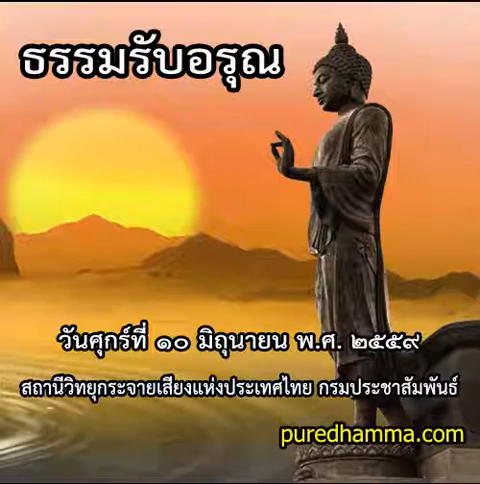 ธรรมรับอรุณ
วันศุกร์ที่ ๑๐ มิถุนายน พ.ศ. ๒๕๕๙
สถานีวิทยุกระจายเสียงแห่งประเทศไทย กรมประชาสัมพันธ์
puredhamma.com